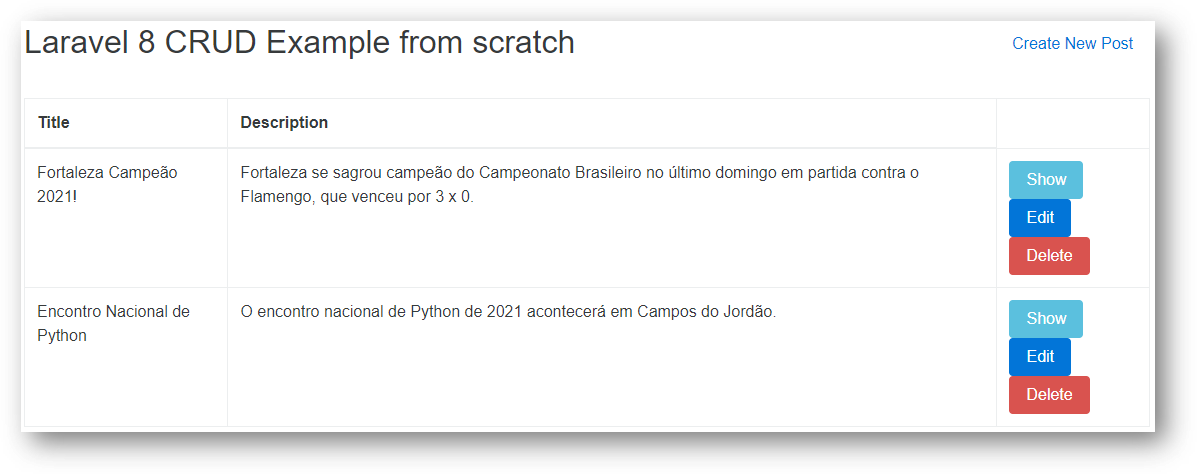 Laravel 8 CRUD Example from scratch
Create New Post
Title
Description
Fortaleza Campeão
2021!
Fortaleza se sagrou campeão do Campeonato Brasileiro no último domingo em partida contra o
Flamengo, que venceu por 3 x 0.
Show
Edit
Delete
Encontro Nacional de
Python
O encontro nacional de Python de 2021 acontecerá em Campos do Jordão.
Show
Edit
Delete